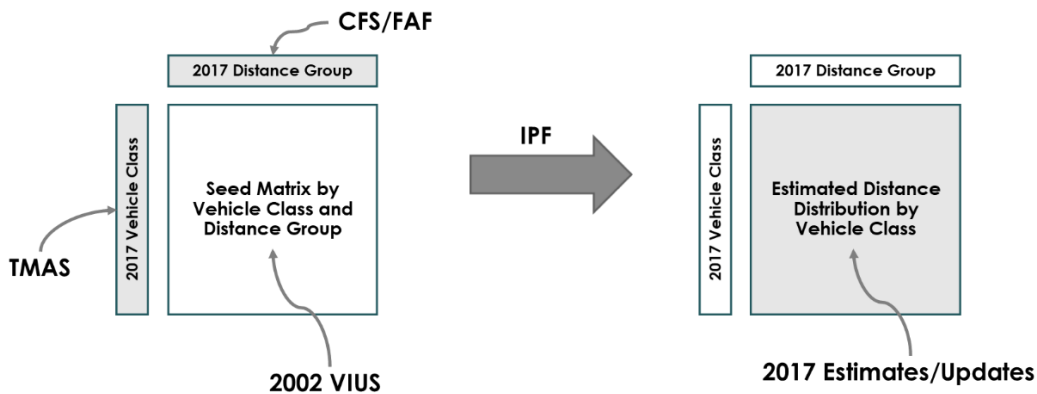 CFS/FAF
2017 Distance Group
2017 Vehicle Class
Seed Matrix by
Vehicle Class and
Distance Group
TMAS
2002 VIUS
IPF
2017 Distance Group
2017 Vehicle Class
Estimated Distance
Distribution by
Vehicle Class
2017 Estimates/Updates